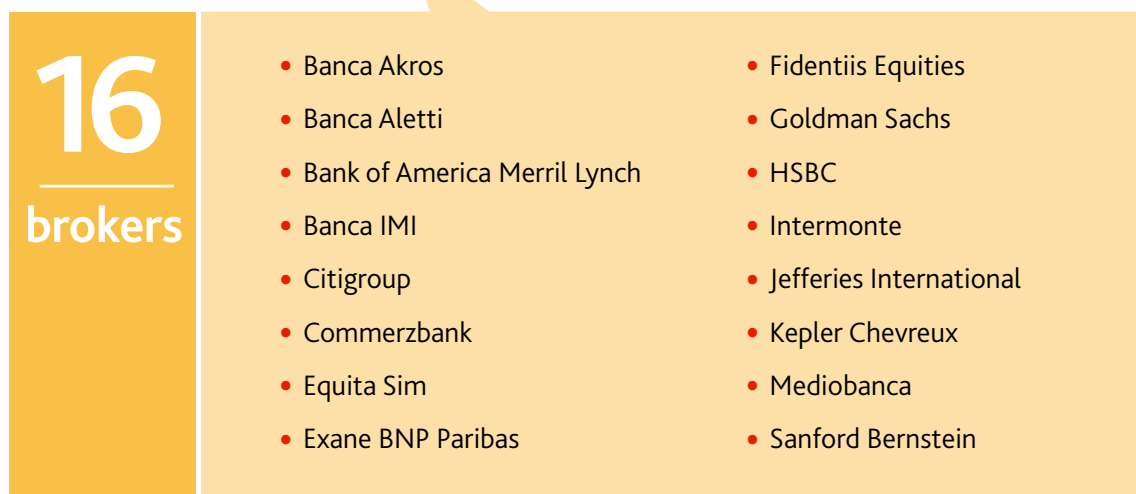 16
brokers
• Banca Akros
• Banca Aletti
• Bank of America Merril Lynch
• Banca IMI
• Citigroup
• Commerzbank
• Equita Sim
• Exane BNP Paribas
• Fidentiis Equities
• Goldman Sachs
• HSBC
• Intermonte
• Jefferies International
• Kepler Chevreux
• Mediobanca
• Sanford Bernstein